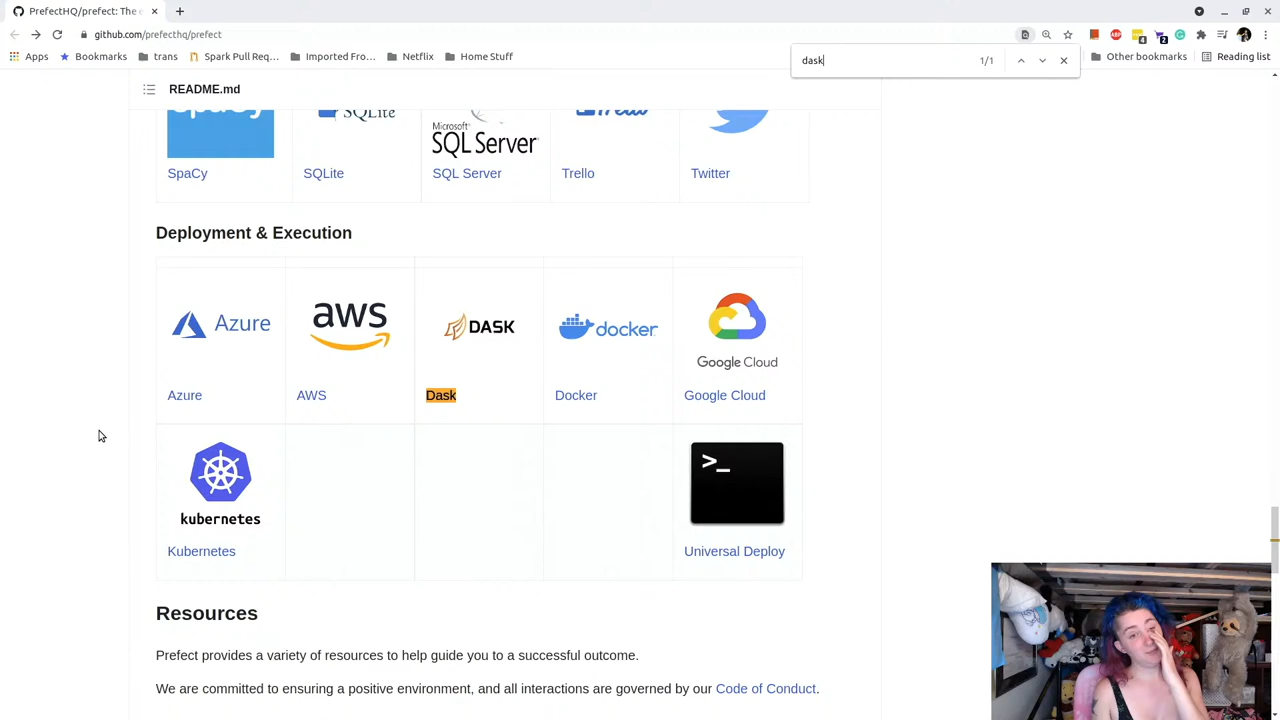 PrefectHQ/prefect: The e
github.com/prefecthq/prefect
4
2
Apps
Bookmarks
trans
Spark Pull Req...
Imported Fro...
Netflix
Home Stuff
Other bookmarks
Reading list
dask
1/1
README.md
spaCy
SQLite
Microsoft
SQL Server
Trello
SpaCy
SQLite
SQL Server
Trello
Twitter
Deployment & Execution
Azure
aws
DASK
docker
Google Cloud
Azure
AWS
Dask
Docker
Google Cloud
kubernetes
>_
Kubernetes
Universal Deploy
Resources
Prefect provides a variety of resources to help guide you to a successful outcome.
We are committed to ensuring a positive environment, and all interactions are governed by our Code of Conduct.